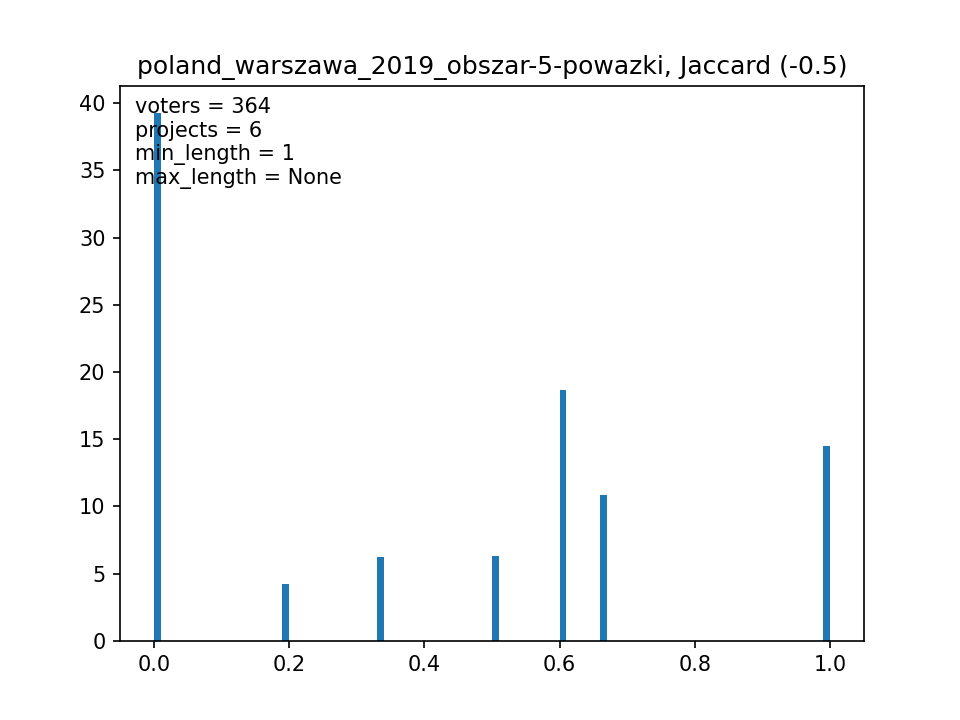 poland_warszawa_2019_obszar-5-powazki, Jaccard (-0.5)
voters = 364
projects = 6
min_length = 1
max_length = None
40
35
30
25
20
15
10
5
0
0.0 0.2 0.4 0.6 0.8 1.0